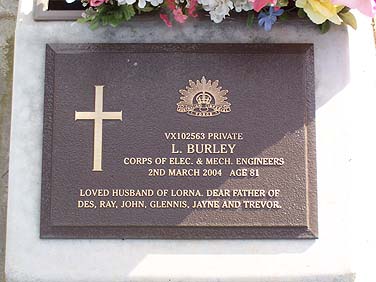 VX102563 PRIVATE
L. BURLEY
CORPS OF ELEC. & MECH. ENGINEERS
2ND MARCH 2004 AGE 81
LOVED HUSBAND OF LORNA. DEAR FATHER OF
DES, RAY, JOHN, GLENNIS, JAYNE AND TREVOR.